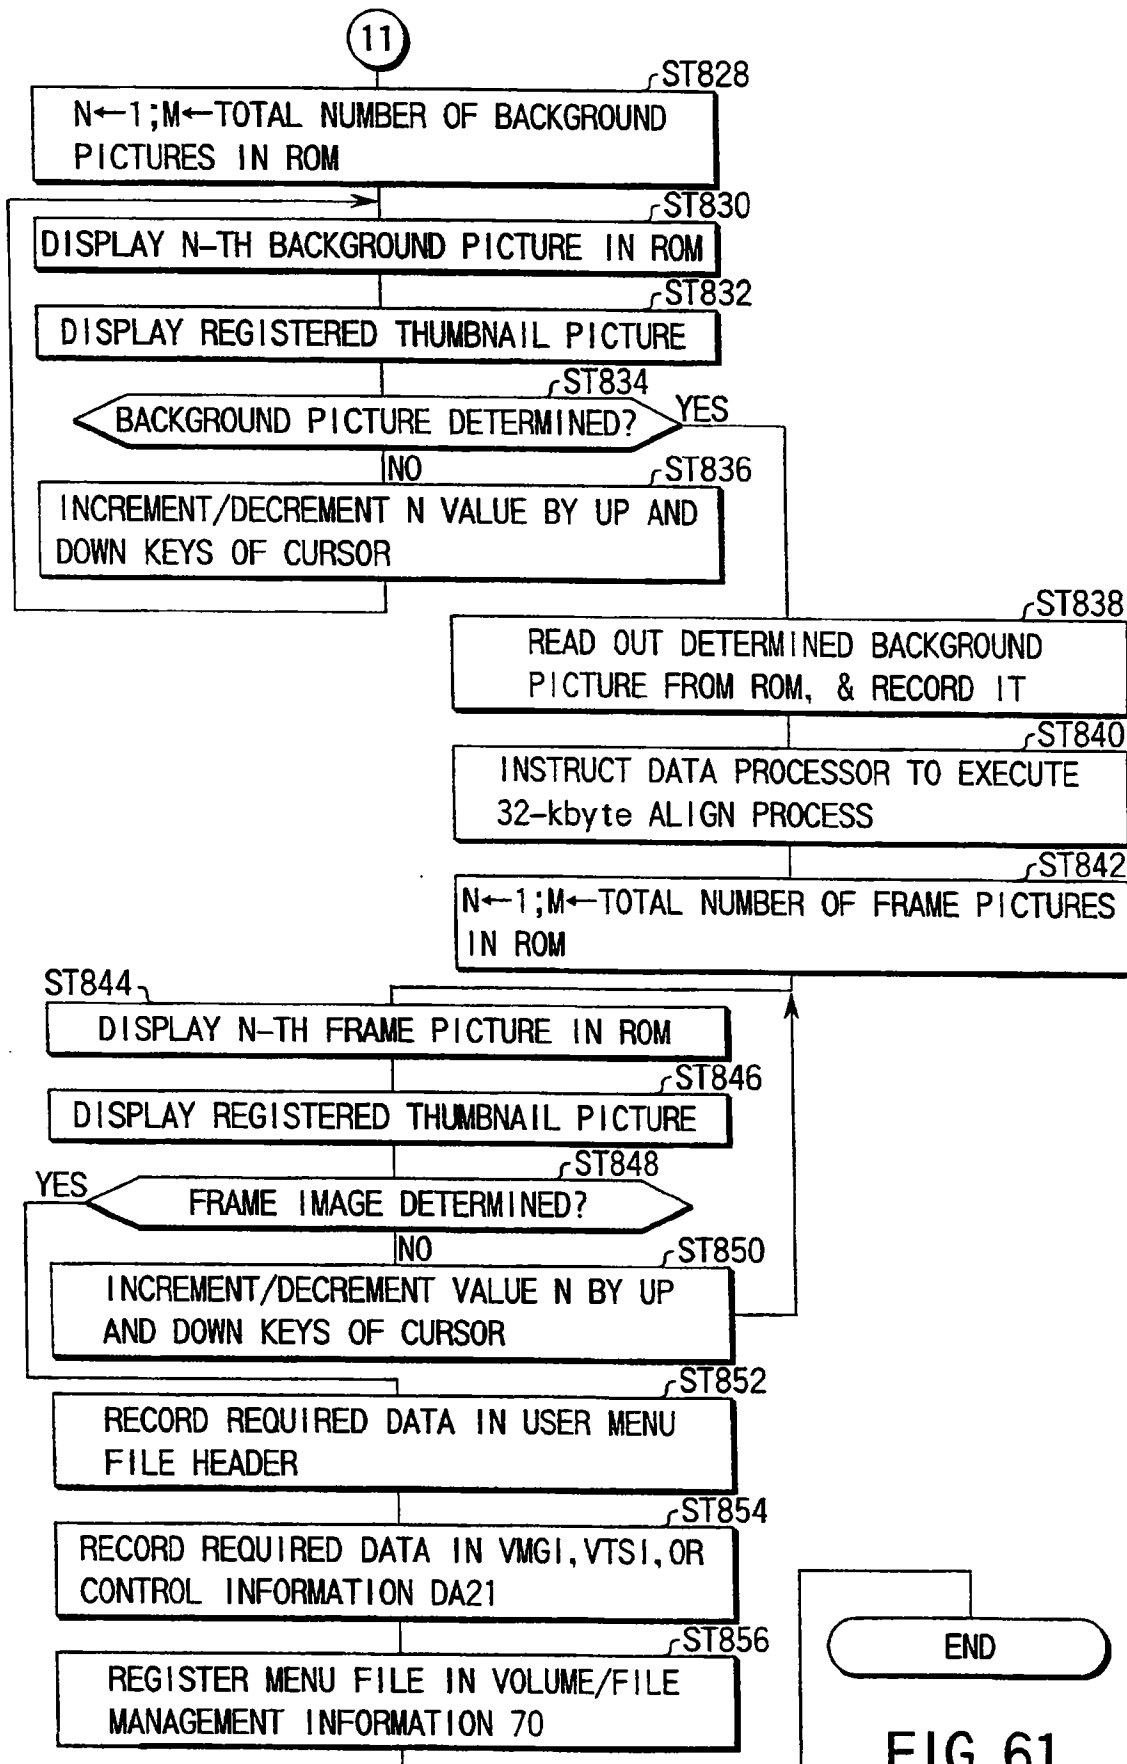 11
ST828
N←1;M←TOTAL NUMBER OF BACKGROUND
PICTURES IN ROM
ST830
DISPLAY N-TH BACKGROUND PICTURE IN ROM
ST832
DISPLAY REGISTERED THUMBNAIL PICTURE
ST834
BACKGROUND PICTURE DETERMINED?
YES
NO
ST836
INCREMENT/DECREMENT N VALUE BY UP AND
DOWN KEYS OF CURSOR
ST838
READ OUT DETERMINED BACKGROUND
PICTURE FROM ROM, & RECORD IT
ST840
INSTRUCT DATA PROCESSOR TO EXECUTE
32-kbyte ALIGN PROCESS
ST842
N←1;M←TOTAL NUMBER OF FRAME PICTURES
IN ROM
ST844
DISPLAY N-TH FRAME PICTURE IN ROM
ST846
DISPLAY REGISTERED THUMBNAIL PICTURE
ST848
YES
FRAME IMAGE DETERMINED?
NO
ST850
INCREMENT/DECREMENT VALUE N BY UP
AND DOWN KEYS OF CURSOR
ST852
RECORD REQUIRED DATA IN USER MENU
FILE HEADER
ST854
RECORD REQUIRED DATA IN VMGI,VTSI,OR
CONTROL INFORMATION DA21
ST856
REGISTER MENU FILE IN VOLUME/FILE
MANAGEMENT INFORMATION 70
END
FIG.61